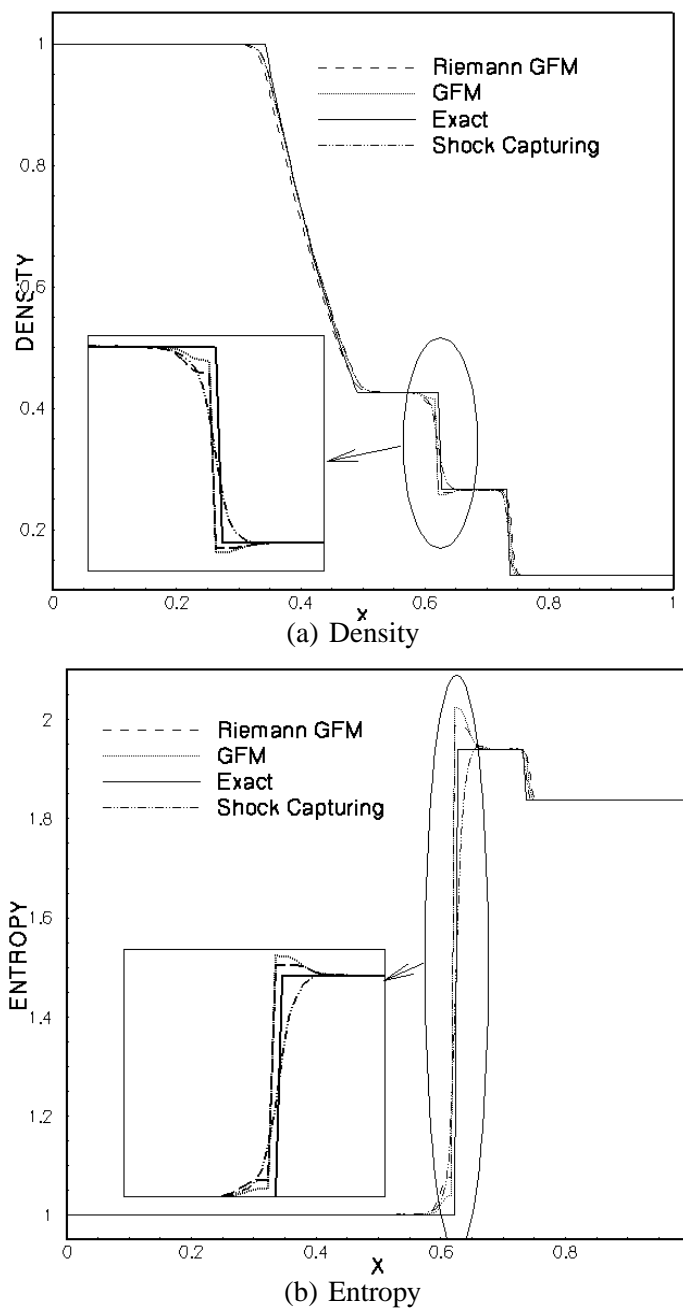 1
0.8
0.6
0.4
0.2
DENSITY
Riemann GFM
GFM
Exact
Shock Capturing
0
0.2
0.4
0.6
0.8
1
X
(a) Density
2
1.8
1.6
1.4
1.2
1
ENTROPY
Riemann GFM
GFM
Exact
Shock Capturing
0
0.2
0.4
0.6
0.8
X
(b) Entropy